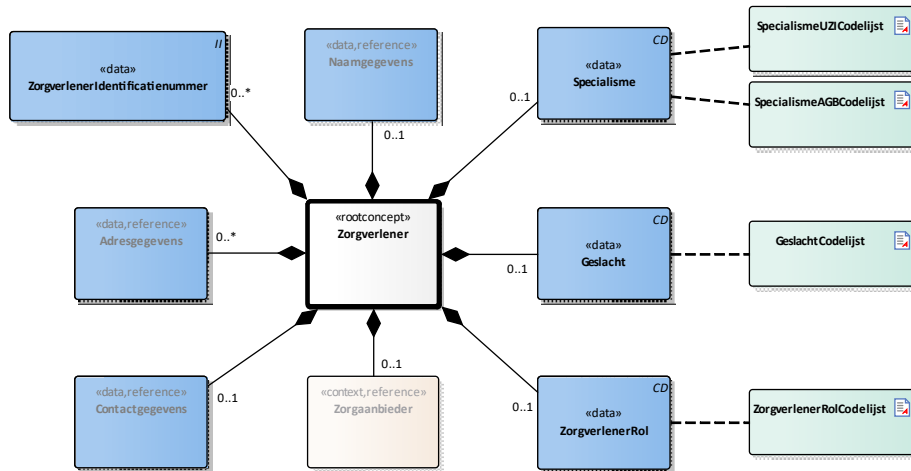 II
«data»
ZorgverlenerIdentificatienummer
0..*
«data,reference»
Naamgegevens
0..1
CD
«data»
Specialisme
0..1
SpecialismeUZICodelijst
SpecialismeAGBCodelijst
«data,reference»
Adresgegevens
0..*
«rootconcept»
Zorgverlener
CD
«data»
Geslacht
0..1
GeslachtCodelijst
«data,reference»
Contactgegevens
0..1
«context,reference»
Zorgaanbieder
0..1
CD
«data»
ZorgverlenerRol
0..1
ZorgverlenerRolCodelijst